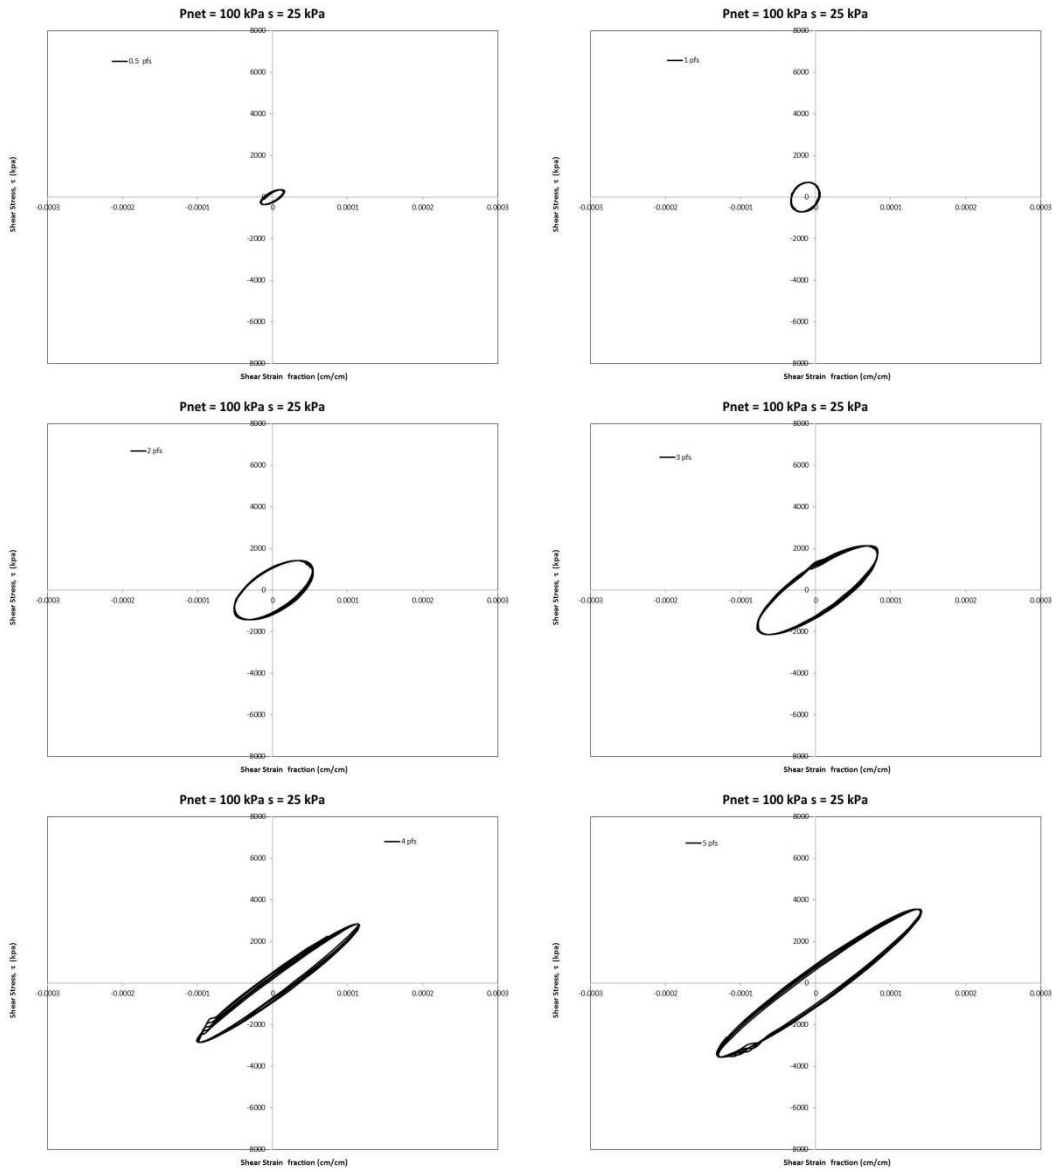 Pnet = 100 kPa s = 25 kPa
8000
0.5 pfs
6000
4000
2000
0
-0.0003 -0.0002 -0.0001 0 0.0001 0.0002 0.0003
-2000
-4000
-6000
-8000
Shear Stress, τ (kpa)
Shear Strain fraction (cm/cm)
Pnet = 100 kPa s = 25 kPa
8000
1 pfs
6000
4000
2000
0
-0.0003 -0.0002 -0.0001 0 0.0001 0.0002 0.0003
-2000
-4000
-6000
-8000
Shear Stress, τ (kpa)
Shear Strain fraction (cm/cm)
Pnet = 100 kPa s = 25 kPa
8000
2 pfs
6000
4000
2000
0
-0.0003 -0.0002 -0.0001 0 0.0001 0.0002 0.0003
-2000
-4000
-6000
-8000
Shear Stress, τ (kpa)
Shear Strain fraction (cm/cm)
Pnet = 100 kPa s = 25 kPa
8000
3 pfs
6000
4000
2000
0
-0.0003 -0.0002 -0.0001 0 0.0001 0.0002 0.0003
-2000
-4000
-6000
-8000
Shear Stress, τ (kpa)
Shear Strain fraction (cm/cm)
Pnet = 100 kPa s = 25 kPa
8000
4 pfs
6000
4000
2000
0
-0.0003 -0.0002 -0.0001 0 0.0001 0.0002 0.0003
-2000
-4000
-6000
-8000
Shear Stress, τ (kpa)
Shear Strain fraction (cm/cm)
Pnet = 100 kPa s = 25 kPa
8000
5 pfs
6000
4000
2000
0
-0.0003 -0.0002 -0.0001 0 0.0001 0.0002 0.0003
-2000
-4000
-6000
-8000
Shear Stress, τ (kpa)
Shear Strain fraction (cm/cm)